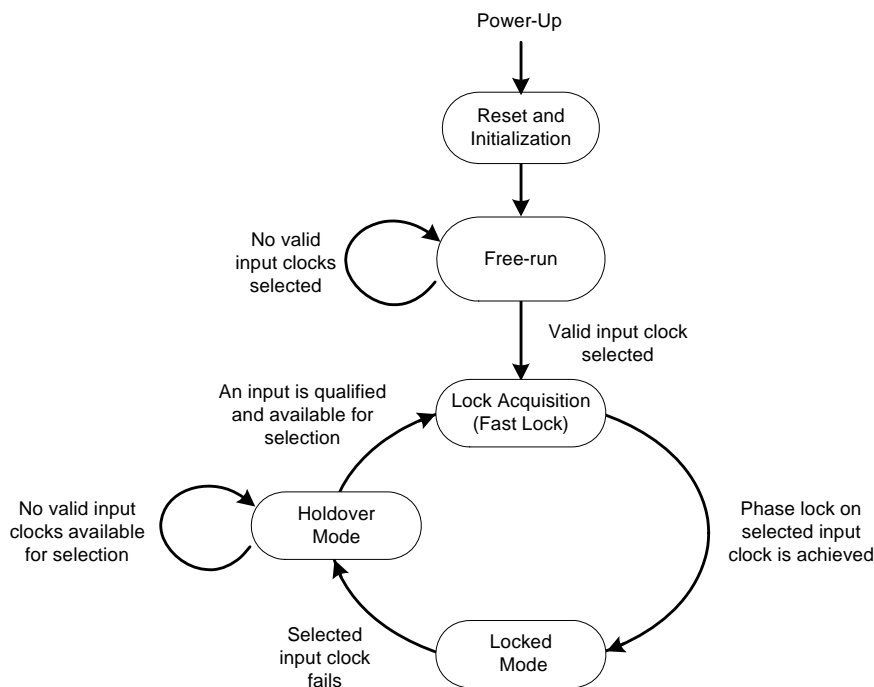 Power-Up
Reset and
Initialization
No valid
input clocks
selected
Free-run
Valid input clock
selected
An input is qualified
and available for
selection
Lock Acquisition
(Fast Lock)
No valid input
clocks available
for selection
Holdover
Mode
Phase lock on
selected input
clock is achieved
Selected
input clock
fails
Locked
Mode